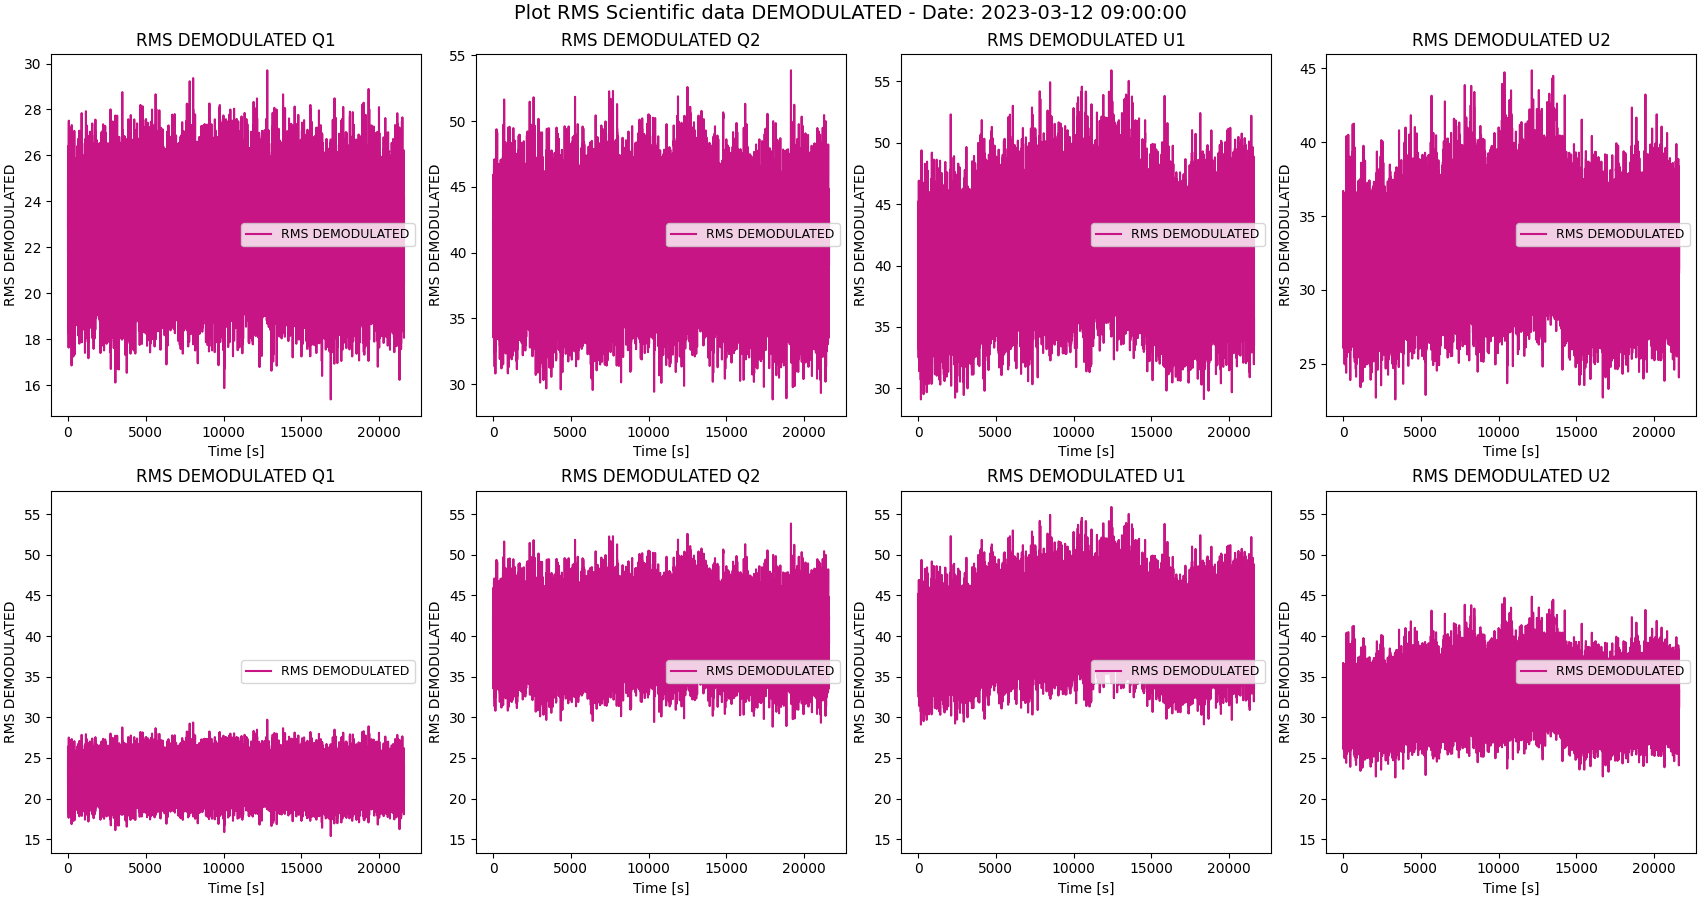 Plot RMS Scientific data DEMODULATED - Date: 2023-03-12 09:00:00
RMS DEMODULATED Q1
RMS DEMODULATED
30
28
26
24
22
20
18
16
RMS DEMODULATED
0 5000 10000 15000 20000
Time [s]
RMS DEMODULATED Q2
RMS DEMODULATED
55
50
45
40
35
30
RMS DEMODULATED
0 5000 10000 15000 20000
Time [s]
RMS DEMODULATED U1
RMS DEMODULATED
55
50
45
40
35
30
RMS DEMODULATED
0 5000 10000 15000 20000
Time [s]
RMS DEMODULATED U2
RMS DEMODULATED
45
40
35
30
25
RMS DEMODULATED
0 5000 10000 15000 20000
Time [s]
RMS DEMODULATED Q1
RMS DEMODULATED
55
50
45
40
35
30
25
20
15
RMS DEMODULATED
0 5000 10000 15000 20000
Time [s]
RMS DEMODULATED Q2
RMS DEMODULATED
55
50
45
40
35
30
25
20
15
RMS DEMODULATED
0 5000 10000 15000 20000
Time [s]
RMS DEMODULATED U1
RMS DEMODULATED
55
50
45
40
35
30
25
20
15
RMS DEMODULATED
0 5000 10000 15000 20000
Time [s]
RMS DEMODULATED U2
RMS DEMODULATED
55
50
45
40
35
30
25
20
15
RMS DEMODULATED
0 5000 10000 15000 20000
Time [s]